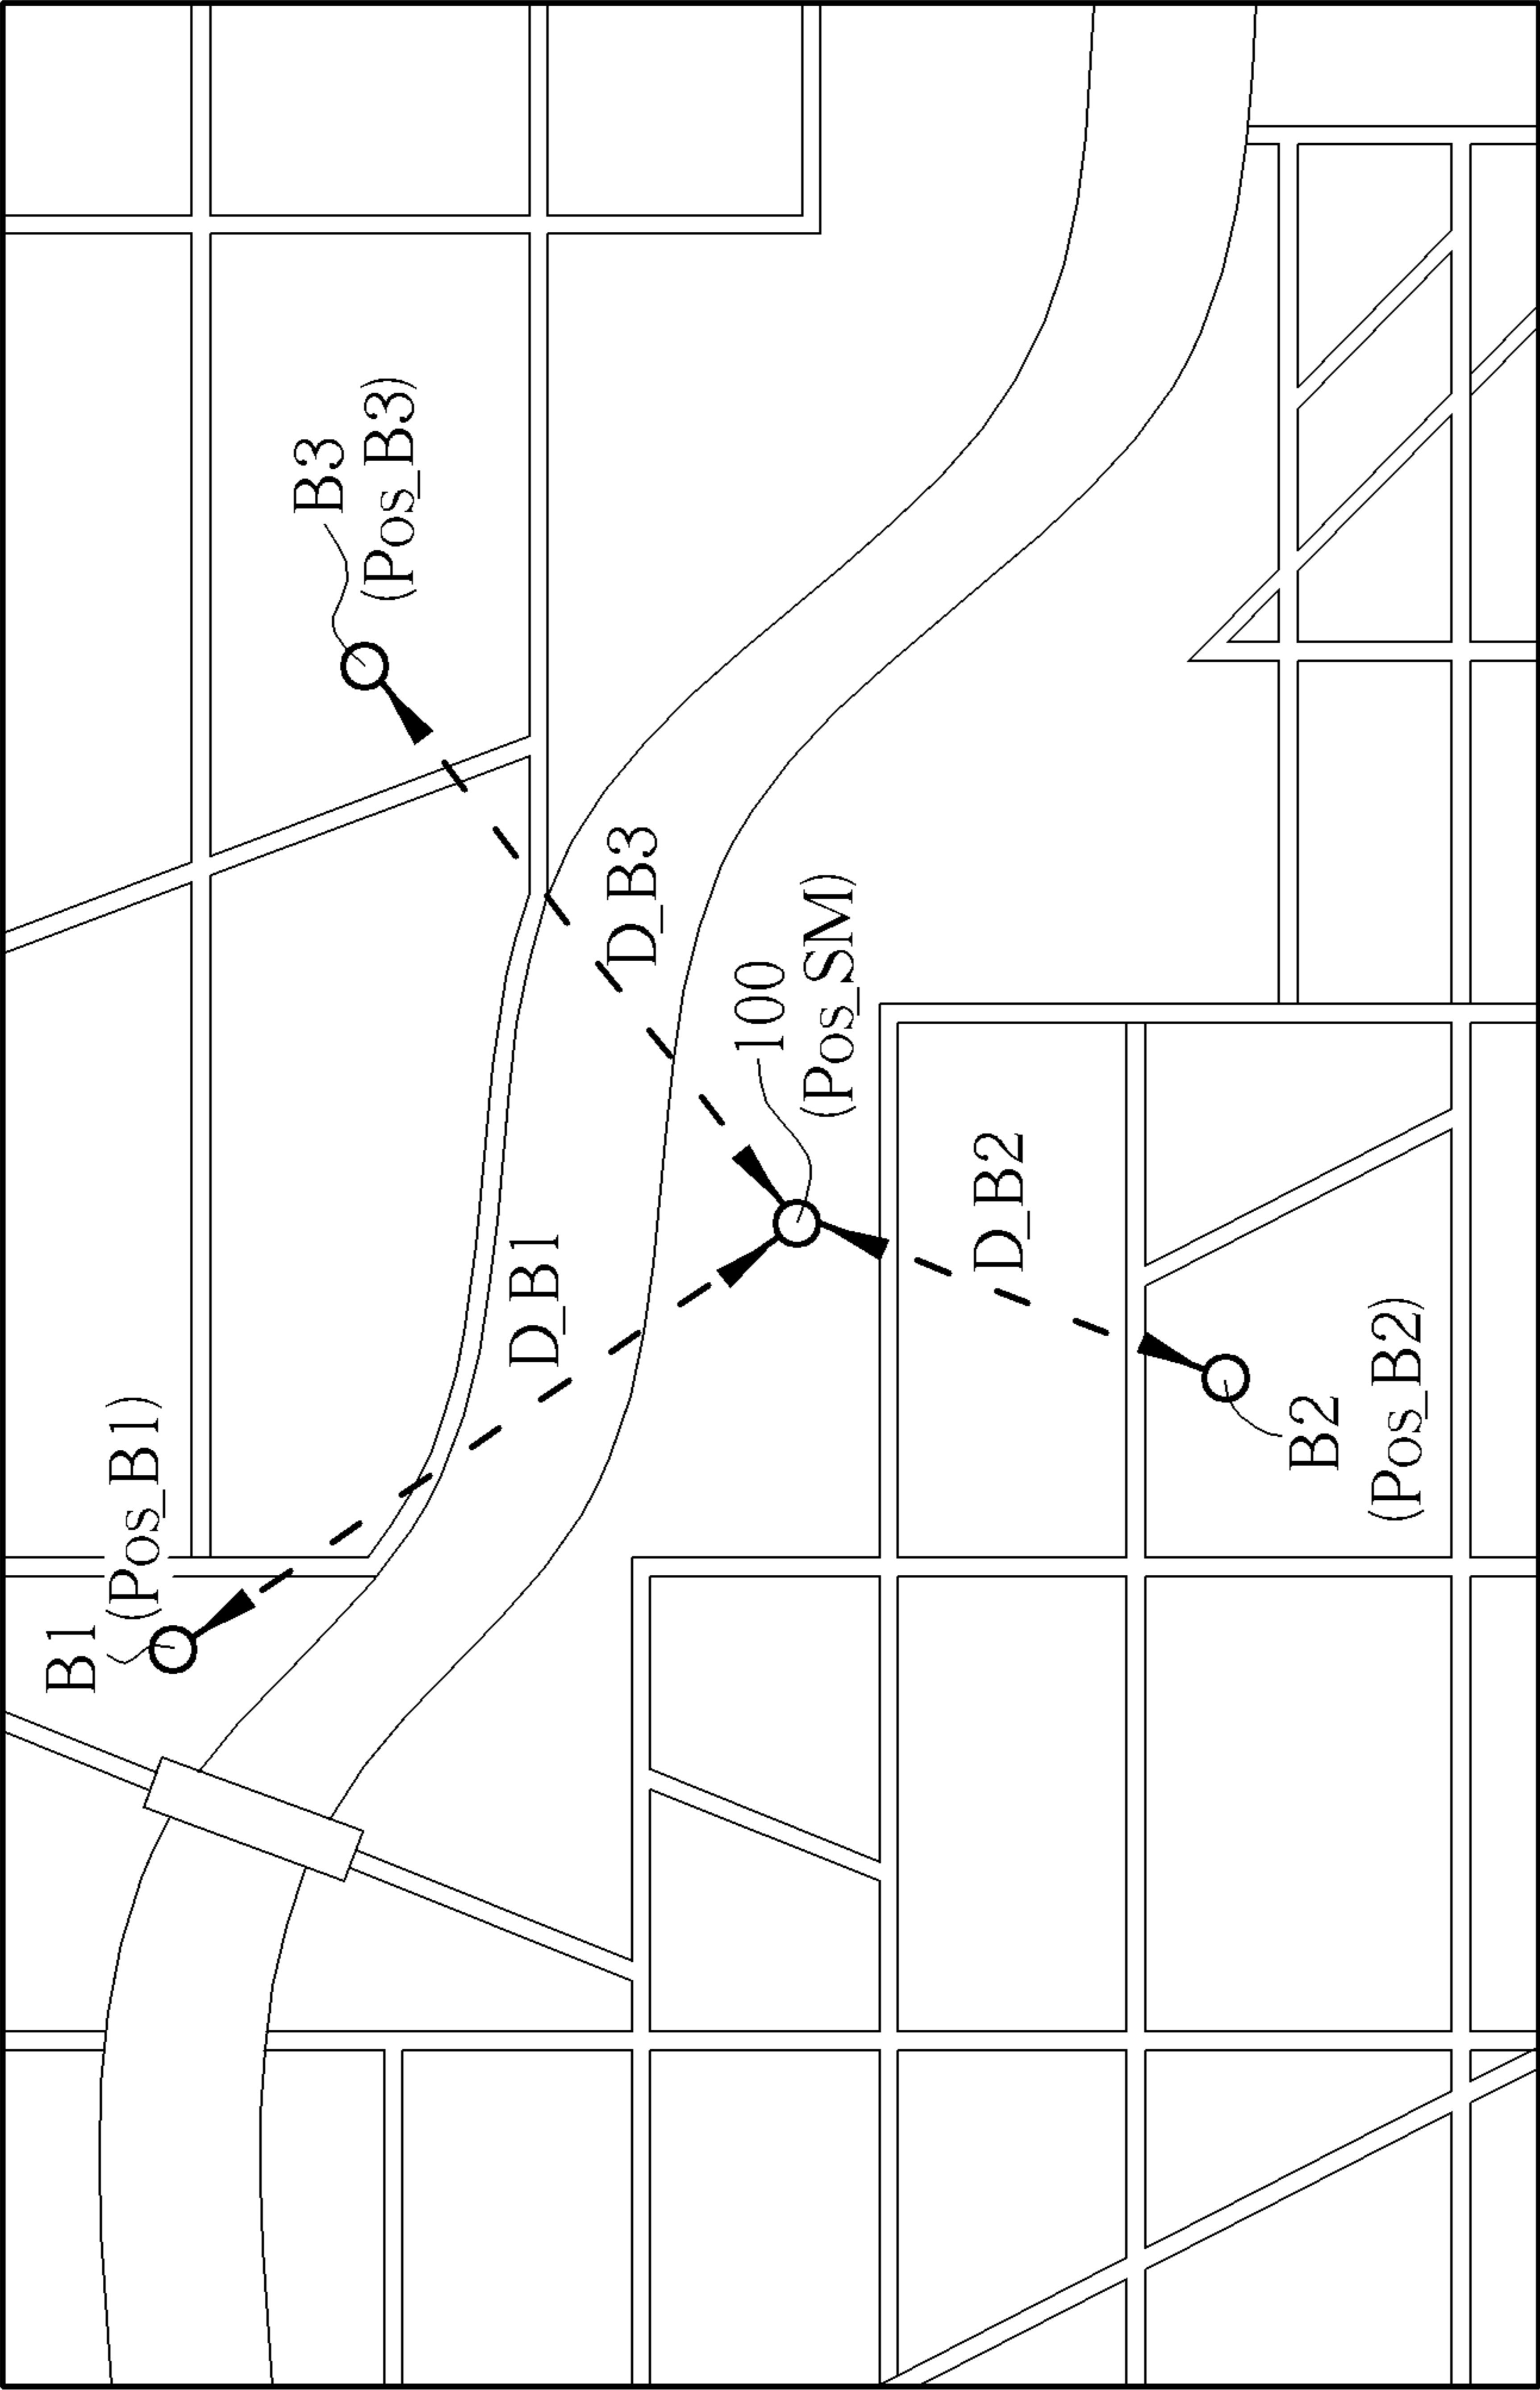 B1
(Pos_B1)
B3
(Pos_B3)
D_B1
D_B3
100
(Pos_SM)
D_B2
B2
(Pos_B2)